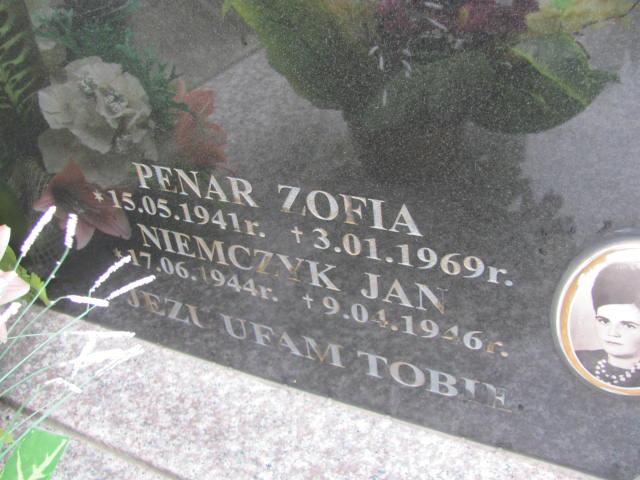 PENAR ZOFIA
*15.05.1941r. +3.01.1969r.
NIEMCZYK JAN
*17.06.1944r. +9.04.1946r.
JEZU UFAM TOBIE